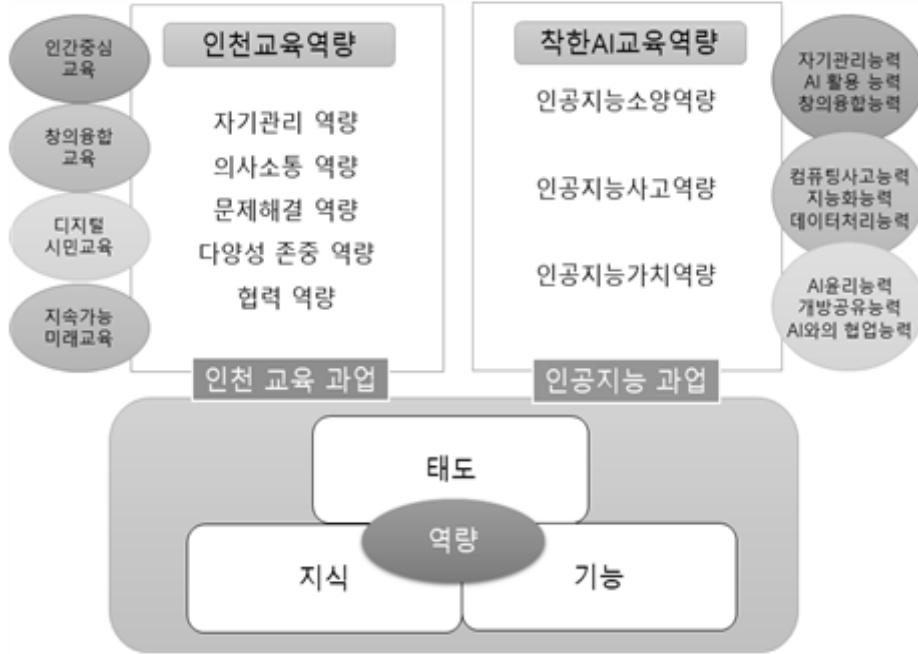 인간중심
교육
창의융합
교육
디지털
시민교육
지속가능
미래교육
인천교육역량
자기관리 역량
의사소통 역량
문제해결 역량
다양성 존중 역량
협력 역량
인천 교육 과업
착한AI교육역량
인공지능소양역량
인공지능사고역량
인공지능가치역량
인공지능 과업
자기관리능력
AI 활용 능력
창의융합능력
컴퓨팅사고능력
지능화능력
데이터처리능력
AI윤리능력
개방공유능력
AI와의 협업능력
태도
역량
지식
기능